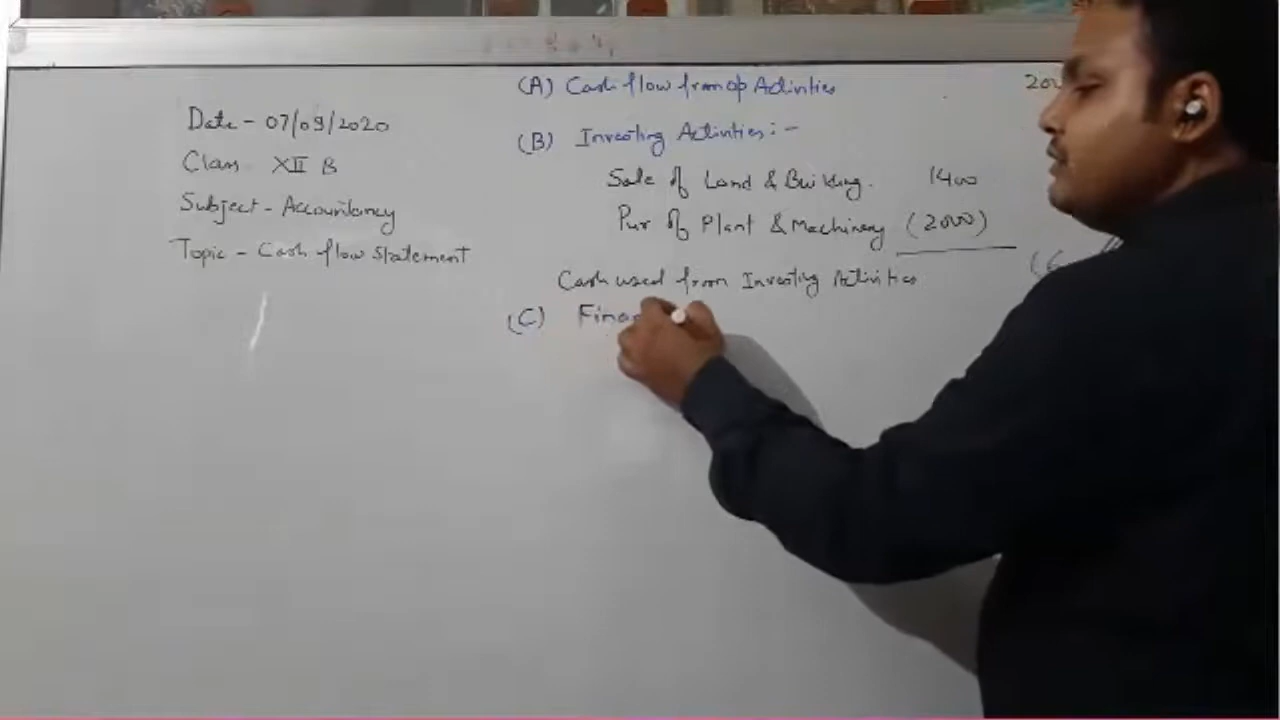 Date - 07/09/2020
Class XII B
Subject - Accountancy
Topic - Cash flow Statement
(A) Cash flow from op Activities
(B) Investing Activities :-
Sale of Land & Building. 1400
Pur of Plant & Machinery (2000)
Cash used from Investing Activities
(C)